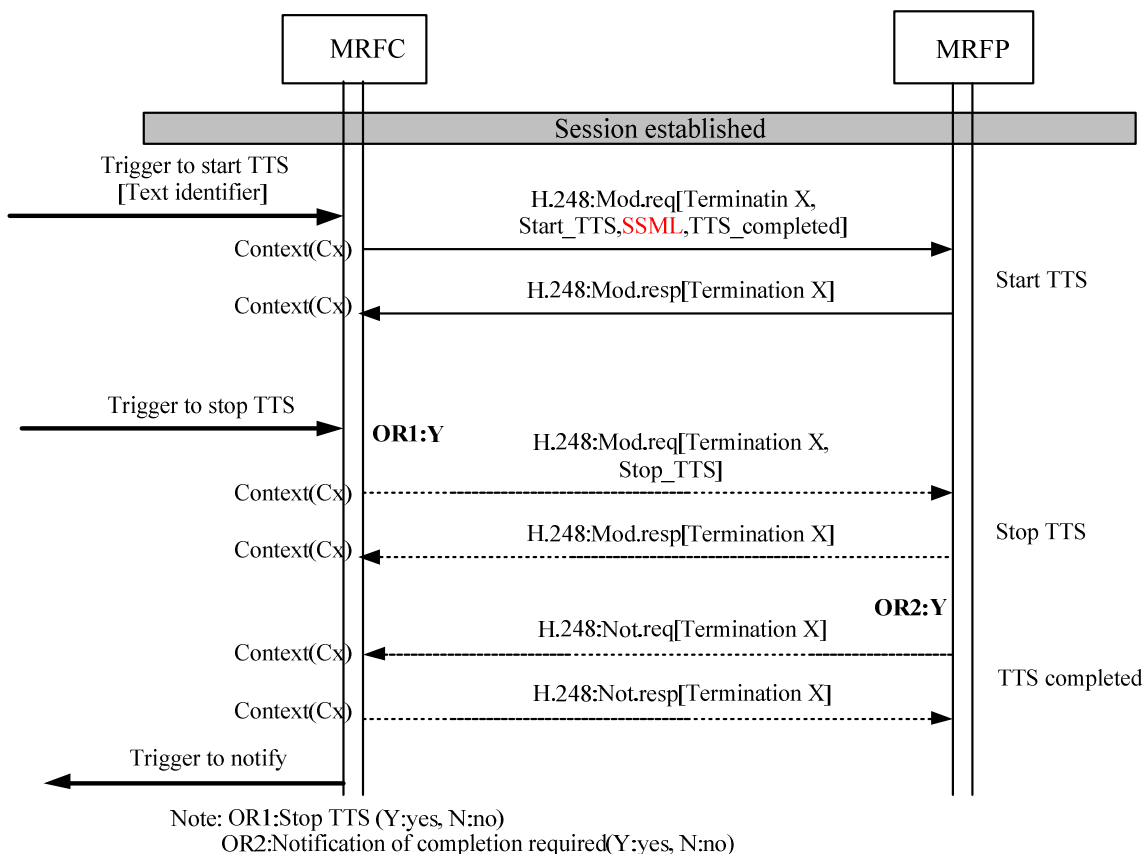 MRFC
MRFP
Session established
Trigger to start TTS
[Text identifier]
H.248:Mod.req[Terminatin X,
Start_TTS,SSML,TTS_completed]
Context(Cx)
Start TTS
H.248:Mod.resp[Termination X]
Context(Cx)
Trigger to stop TTS
OR1:Y
H.248:Mod.req[Termination X,
Stop_TTS]
Context(Cx)
H.248:Mod.resp[Termination X]
Stop TTS
Context(Cx)
OR2:Y
H.248:Not.req[Termination X]
Context(Cx)
TTS completed
H.248:Not.resp[Termination X]
Context(Cx)
Trigger to notify
Note: OR1:Stop TTS (Y:yes, N:no)
OR2:Notification of completion required(Y:yes, N:no)